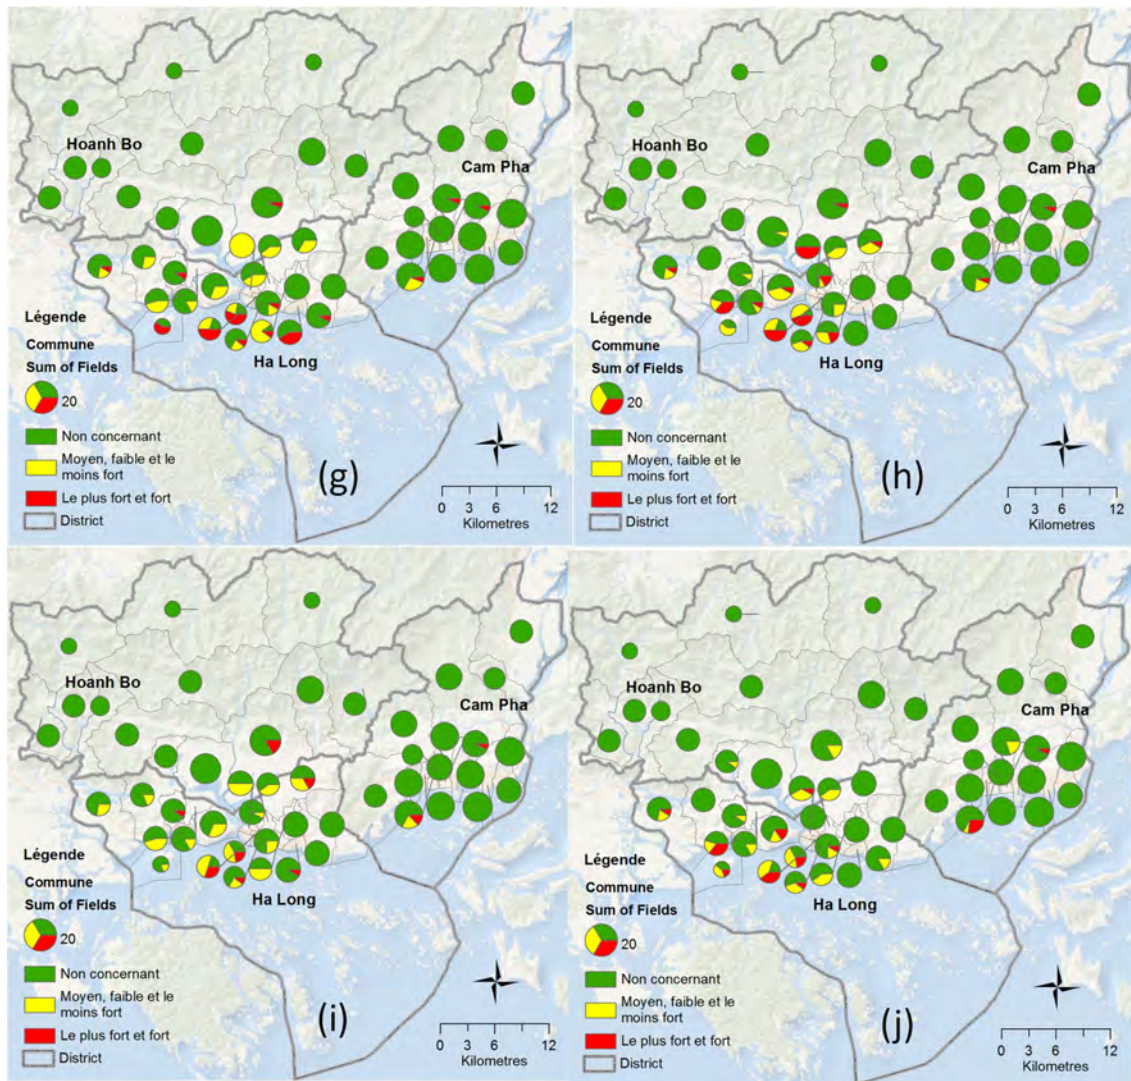 Hoanh Bo
Cam Pha
Ha Long
Légende
Commune
Sum of Fields
20
Non concernant
Moyen, faible et le
moins fort
Le plus fort et fort
District
(g)
0 3 6 12
Kilometres
Hoanh Bo
Cam Pha
Ha Long
Légende
Commune
Sum of Fields
20
Non concernant
Moyen, faible et le
moins fort
Le plus fort et fort
District
(h)
0 3 6 12
Kilometres
Hoanh Bo
Cam Pha
Ha Long
Légende
Commune
Sum of Fields
20
Non concernant
Moyen, faible et le
moins fort
Le plus fort et fort
District
(i)
0 3 6 12
Kilometres
Hoanh Bo
Cam Pha
Ha Long
Légende
Commune
Sum of Fields
20
Non concernant
Moyen, faible et le
moins fort
Le plus fort et fort
District
(j)
0 3 6 12
Kilometres